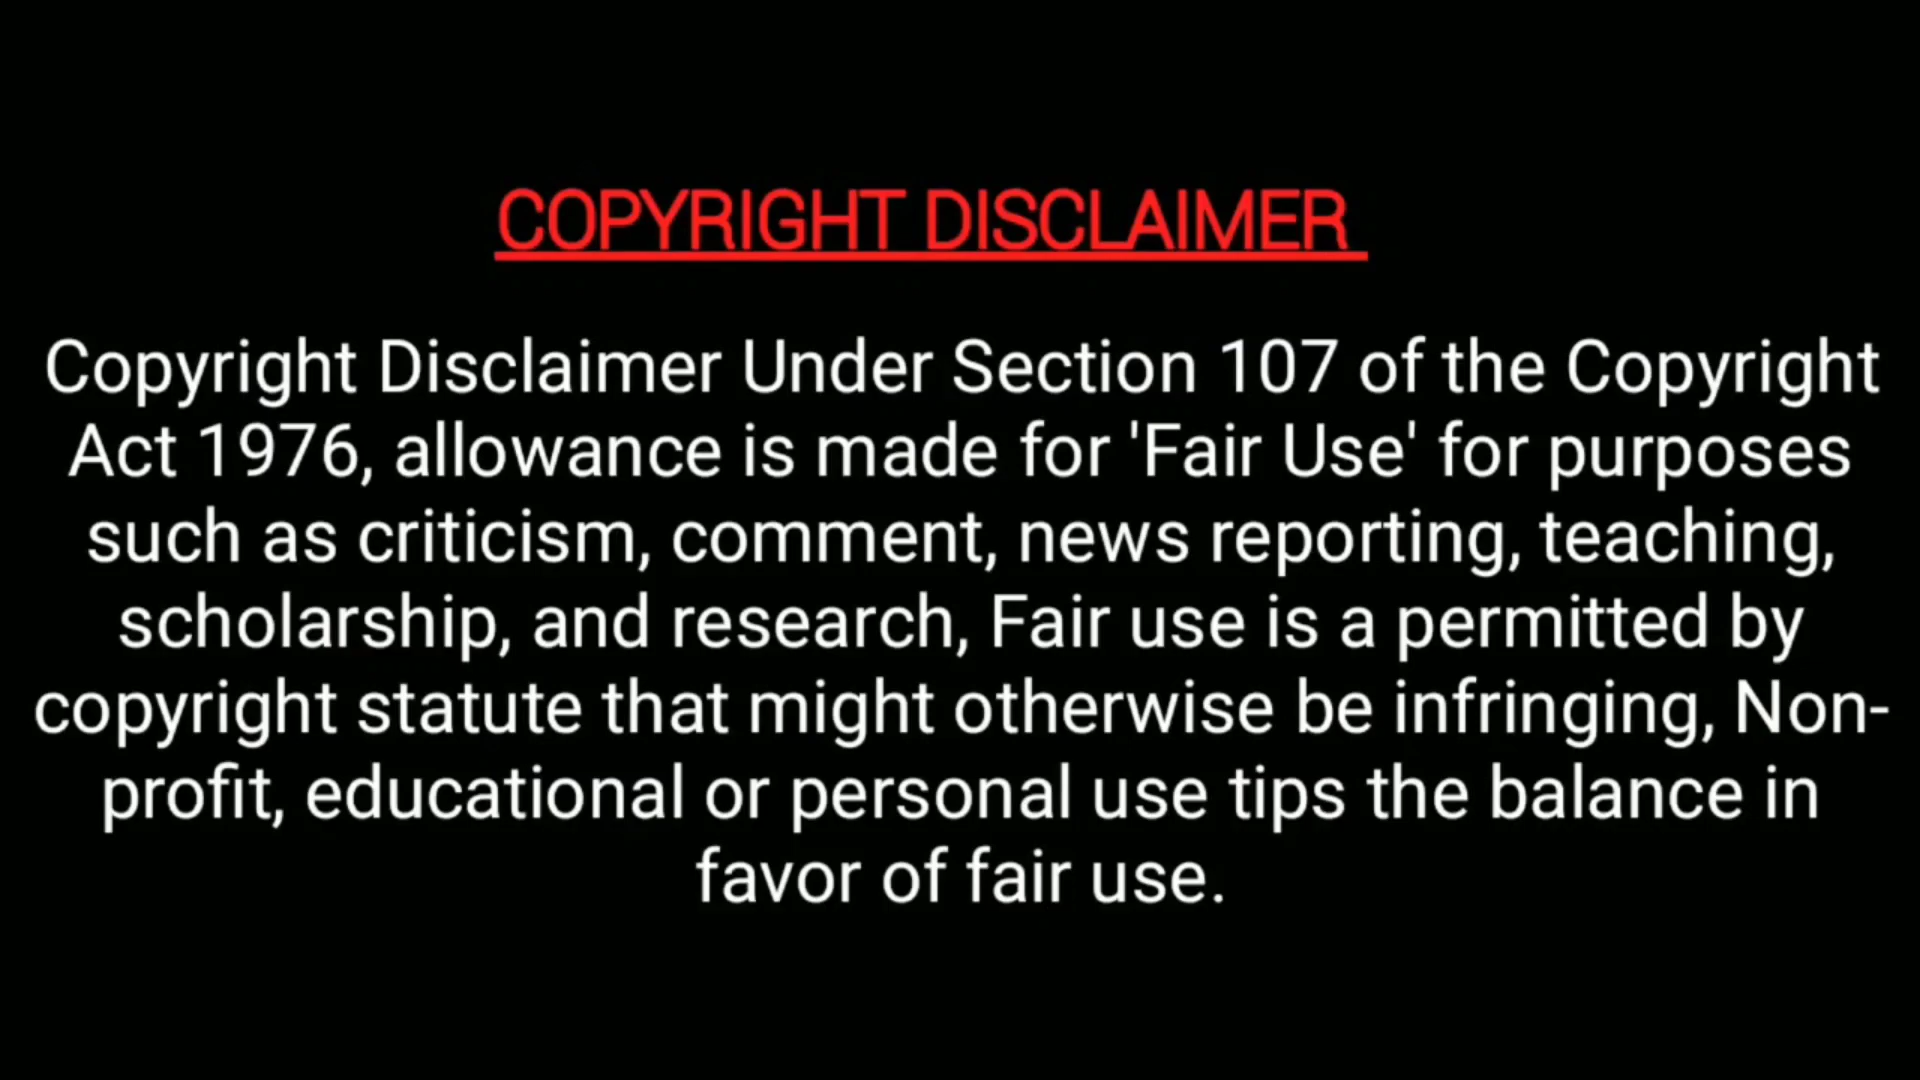 COPYRIGHT DISCLAIMER
Copyright Disclaimer Under Section 107 of the Copyright
Act 1976, allowance is made for 'Fair Use' for purposes
such as criticism, comment, news reporting, teaching,
scholarship, and research, Fair use is a permitted by
copyright statute that might otherwise be infringing, Non-
profit, educational or personal use tips the balance in
favor of fair use.